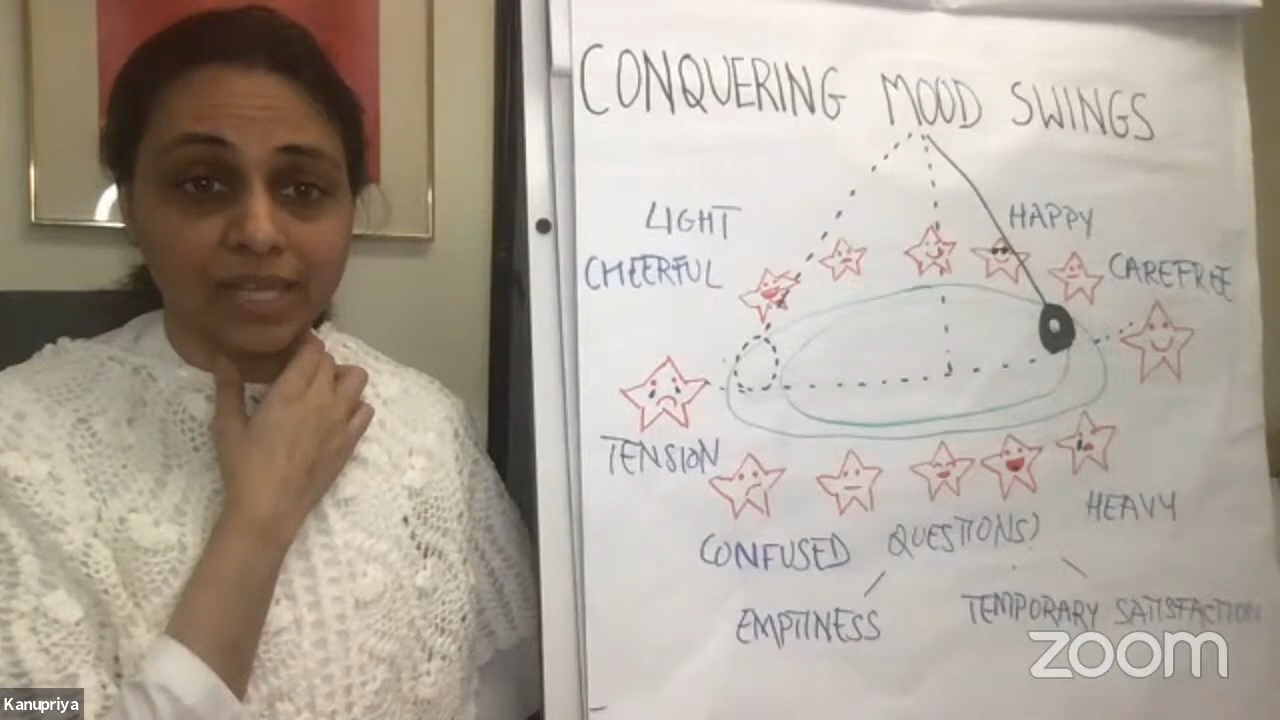 CONQUERING MOOD SWINGS
LIGHT
HAPPY
CHEERFUL
CAREFREE
TENSION
HEAVY
CONFUSED
QUESTIONS?
EMPTINESS
TEMPORARY SATISFACTION
zoom
Kanupriya